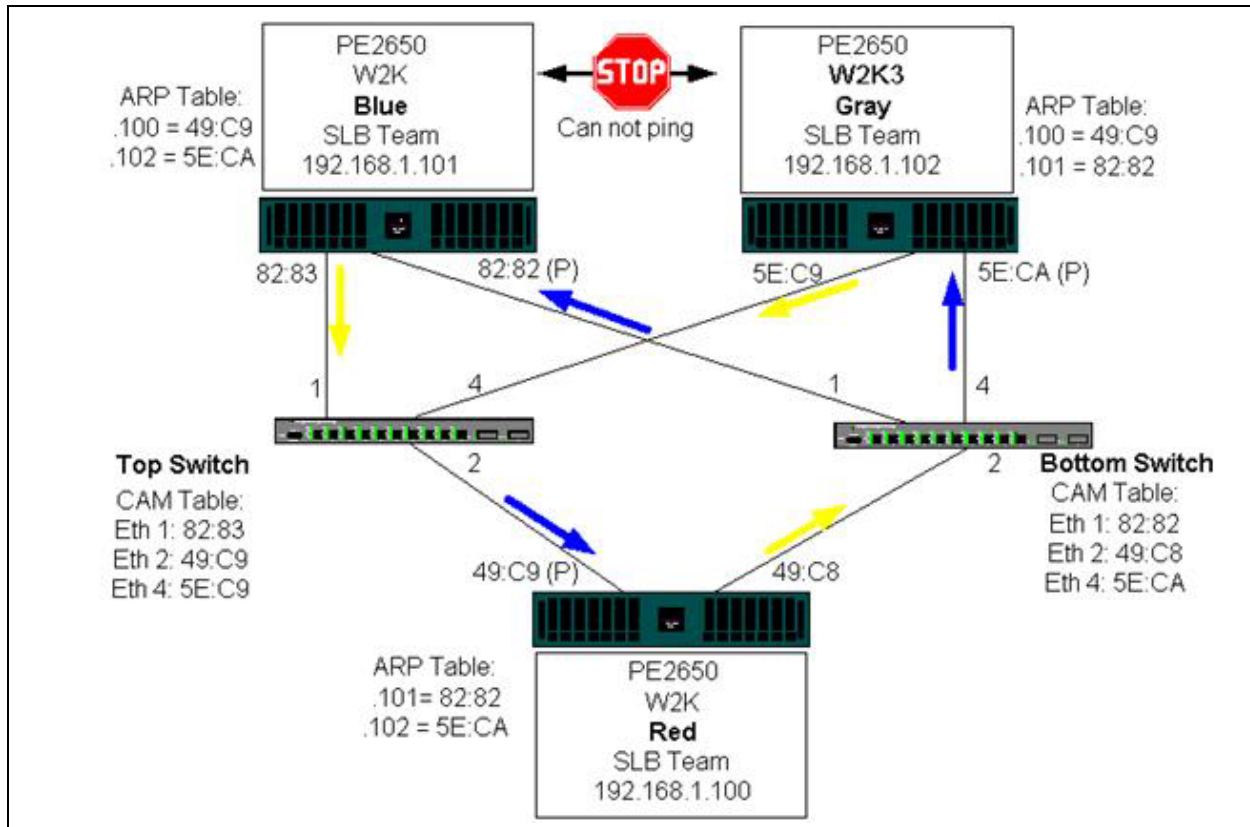 PE2650
W2K
Blue
SLB Team
192.168.1.101
ARP Table:
.100 = 49:C9
.102 = 5E:CA
STOP
Can not ping
PE2650
W2K3
Gray
SLB Team
192.168.1.102
ARP Table:
.100 = 49:C9
.101 = 82:82
82:83
82:82 (P)
5E:C9
5E:CA (P)
1
4
1
4
2
2
Top Switch
CAM Table:
Eth 1: 82:83
Eth 2: 49:C9
Eth 4: 5E:C9
Bottom Switch
CAM Table:
Eth 1: 82:82
Eth 2: 49:C8
Eth 4: 5E:CA
49:C9 (P)
49:C8
ARP Table:
.101= 82:82
.102 = 5E:CA
PE2650
W2K
Red
SLB Team
192.168.1.100